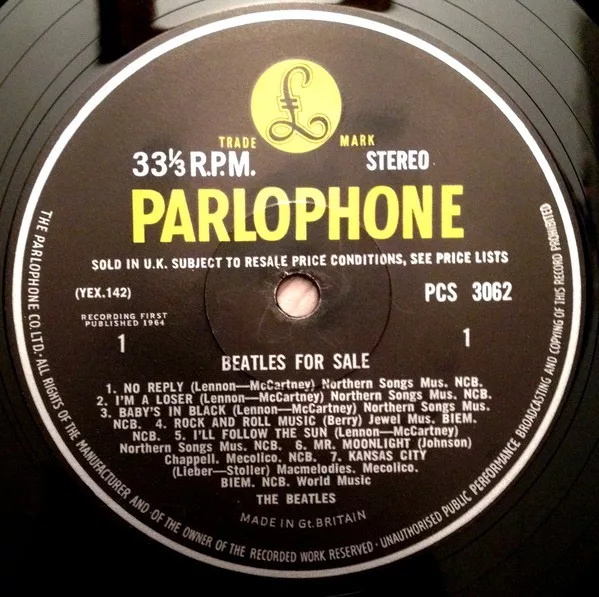 £
TRADE MARK
33⅓ R.P.M. STEREO
PARLOPHONE
SOLD IN U.K. SUBJECT TO RESALE PRICE CONDITIONS, SEE PRICE LISTS
(YEX.142) PCS 3062
RECORDING FIRST
PUBLISHED 1964
1 1
BEATLES FOR SALE
1. NO REPLY (Lennon—McCartney) Northern Songs Mus. NCB.
2. I'M A LOSER (Lennon—McCartney) Northern Songs Mus. NCB.
3. BABY'S IN BLACK (Lennon—McCartney) Northern Songs Mus.
NCB. 4. ROCK AND ROLL MUSIC (Berry) Jewel Mus. BIEM.
NCB. 5. I'LL FOLLOW THE SUN (Lennon—McCartney)
Northern Songs Mus. NCB. 6. MR. MOONLIGHT (Johnson)
Chappell. Mecolico. NCB. 7. KANSAS CITY
(Lieber—Stoller) Macmelodies. Mecolico.
BIEM. NCB. World Music
THE BEATLES
MADE IN Gt. BRITAIN
THE PARLOPHONE CO. LTD. · ALL RIGHTS OF THE MANUFACTURER AND OF THE OWNER OF THE RECORDED WORK RESERVED · UNAUTHORISED PUBLIC PERFORMANCE BROADCASTING AND COPYING OF THIS RECORD PROHIBITED